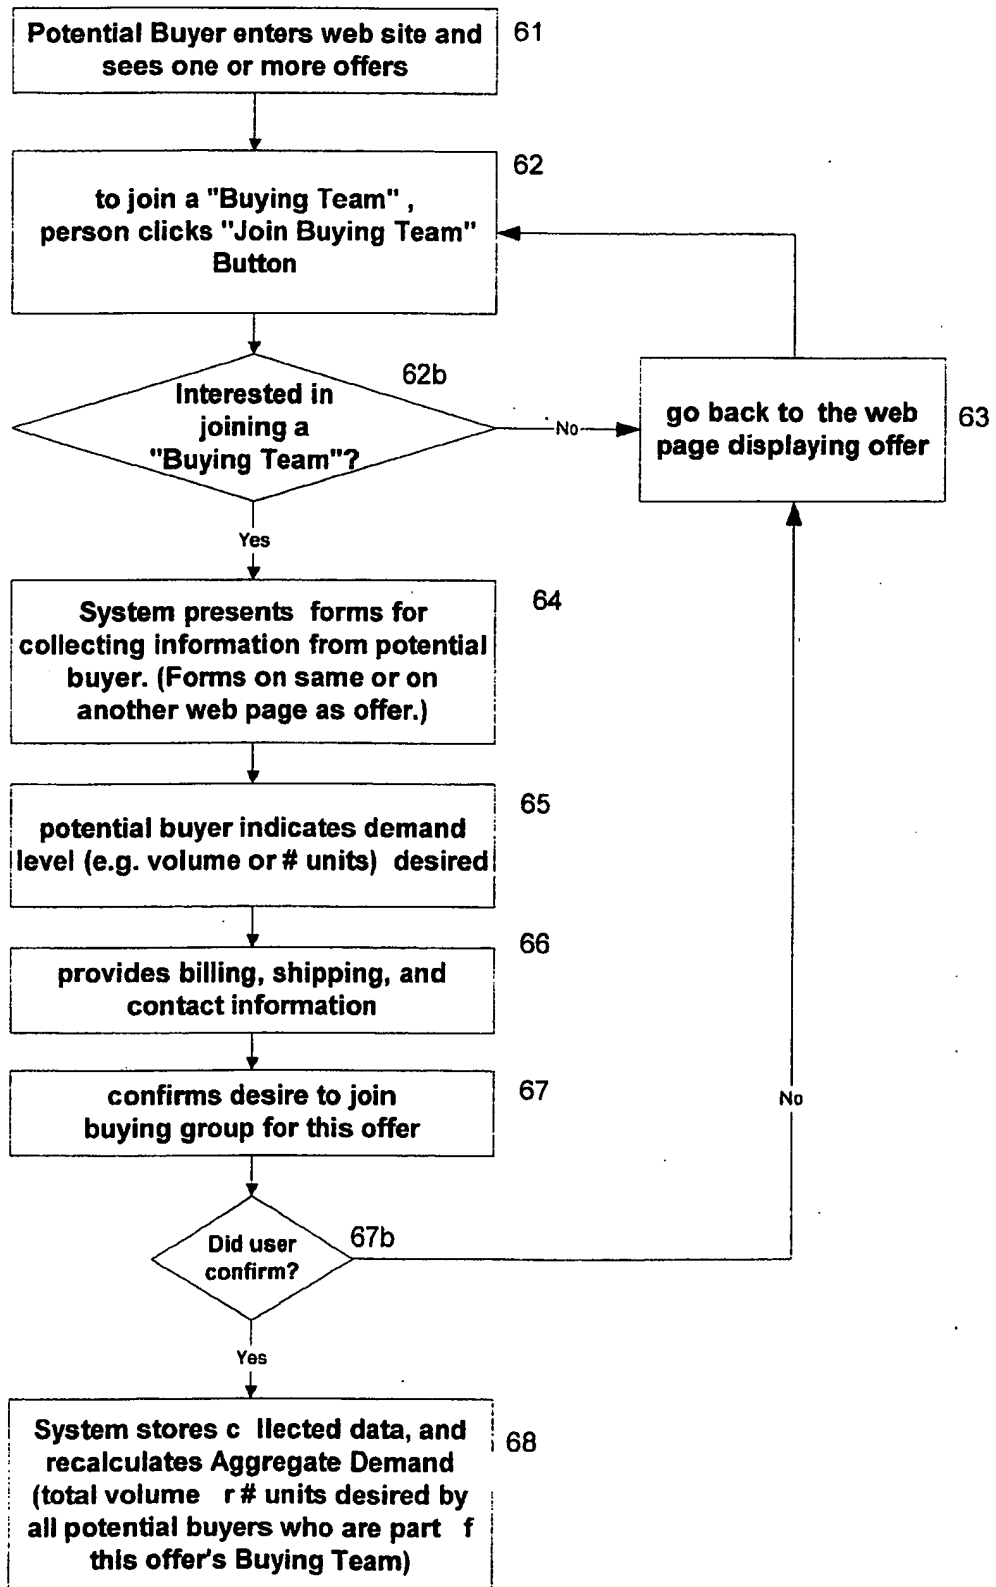 Potential Buyer enters web site and
sees one or more offers
61
to join a "Buying Team" ,
person clicks "Join Buying Team"
Button
62
Interested in
joining a
"Buying Team"?
62b
No
go back to the web
page displaying offer
63
Yes
System presents forms for
collecting information from potential
buyer. (Forms on same or on
another web page as offer.)
64
potential buyer indicates demand
level (e.g. volume or # units) desired
65
provides billing, shipping, and
contact information
66
confirms desire to join
buying group for this offer
67
No
Did user
confirm?
67b
Yes
System stores c llected data, and
recalculates Aggregate Demand
(total volume r # units desired by
all potential buyers who are part f
this offer's Buying Team)
68